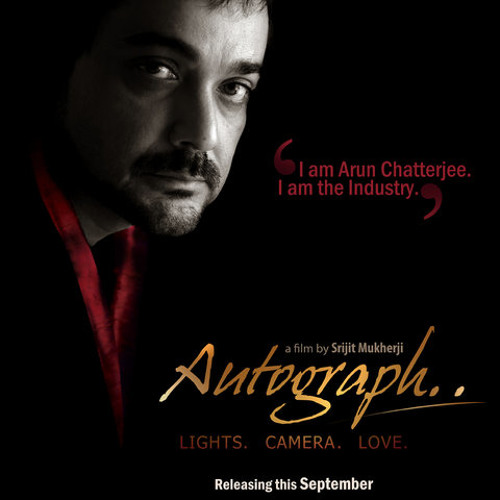 ‘I am Arun Chatterjee.
I am the Industry.’
a film by Srijit Mukherji
Autograph..
LIGHTS. CAMERA. LOVE.
Releasing this September